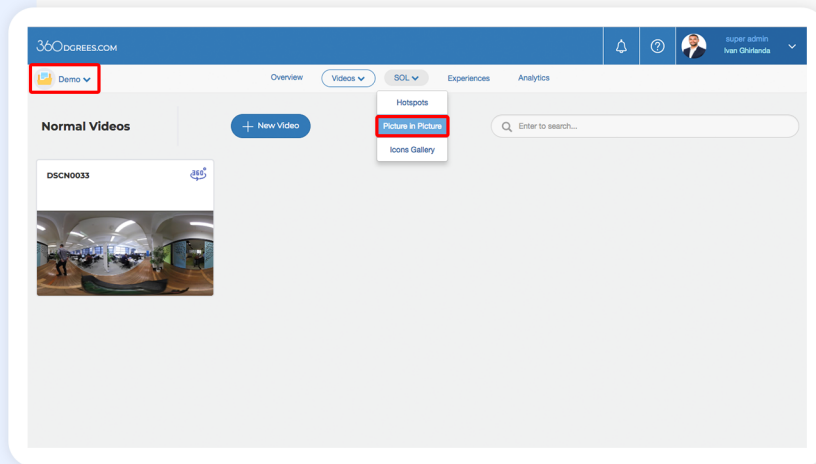 360DGREES.COM
super admin
Ivan Ghirlanda
Demo
Overview
Videos
SOL
Experiences
Analytics
Hotspots
Picture in Picture
Icons Gallery
Normal Videos
New Video
Enter to search...
DSCN0033
360°